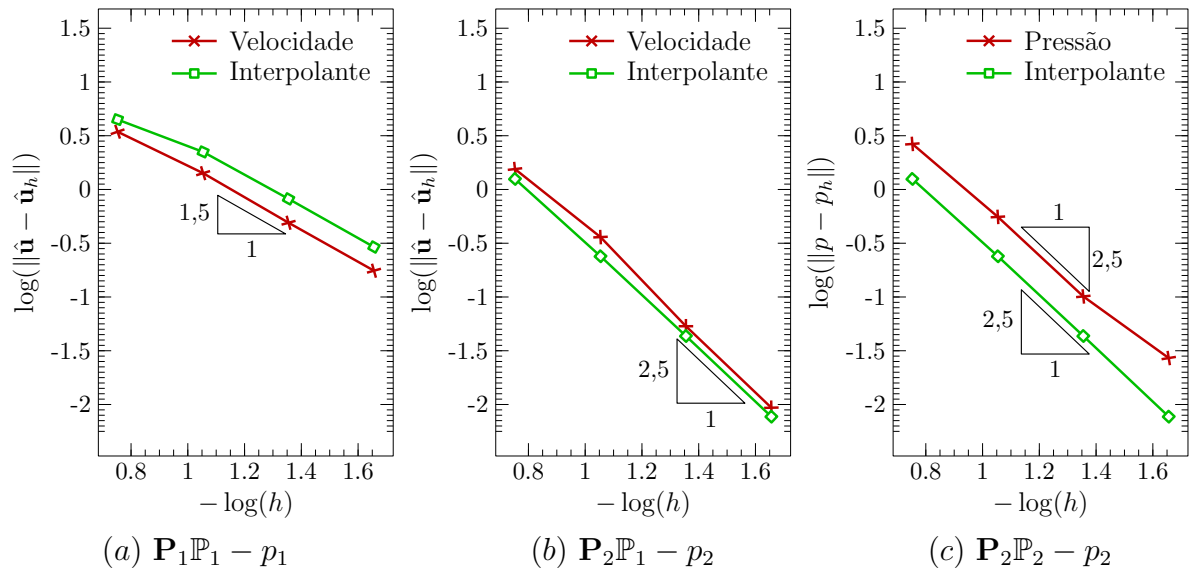 1.5
1
0.5
0
-0.5
-1
-1.5
-2
0.8 1 1.2 1.4 1.6
log(‖û − û_h‖)
− log(h)
Velocidade
Interpolante
1,5
1
(a) P₁ℙ₁ − p₁
1.5
1
0.5
0
-0.5
-1
-1.5
-2
0.8 1 1.2 1.4 1.6
log(‖û − û_h‖)
− log(h)
Velocidade
Interpolante
2,5
1
(b) P₂ℙ₁ − p₂
1.5
1
0.5
0
-0.5
-1
-1.5
-2
0.8 1 1.2 1.4 1.6
log(‖p − p_h‖)
− log(h)
Pressão
Interpolante
1
2,5
2,5
1
(c) P₂ℙ₂ − p₂